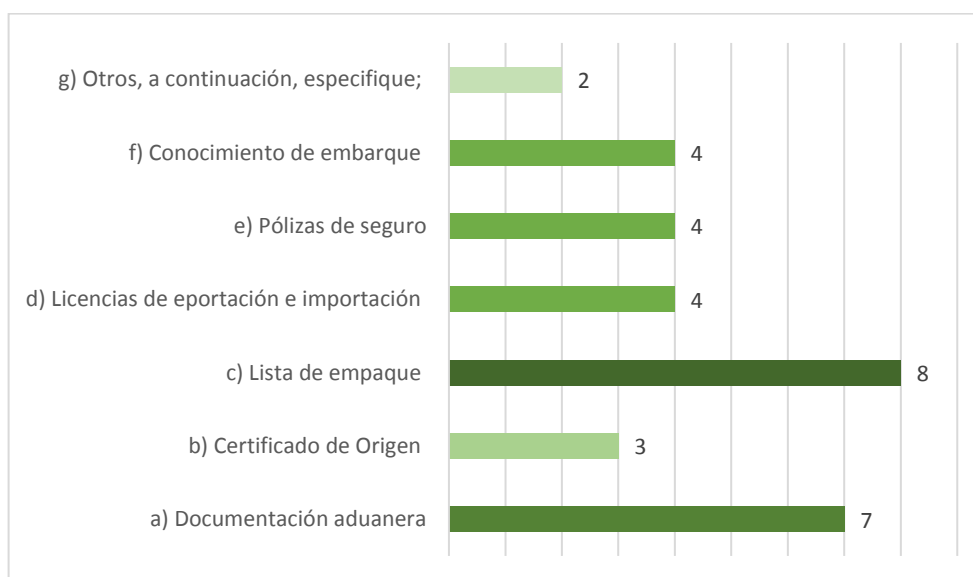 g) Otros, a continuación, especifique; 2
f) Conocimiento de embarque 4
e) Pólizas de seguro 4
d) Licencias de eportación e importación 4
c) Lista de empaque 8
b) Certificado de Origen 3
a) Documentación aduanera 7